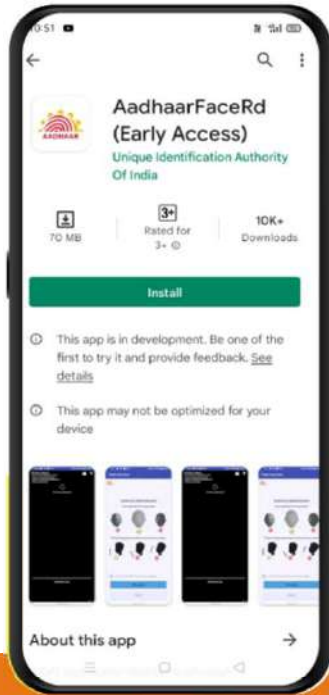 10:51
AadhaarFaceRd
(Early Access)
Unique Identification Authority
Of India
AADHAAR
70 MB
3+
Rated for
3+
10K+
Downloads
Install
This app is in development. Be one of the
first to try it and provide feedback. See
details
This app may not be optimized for your
device
About this app